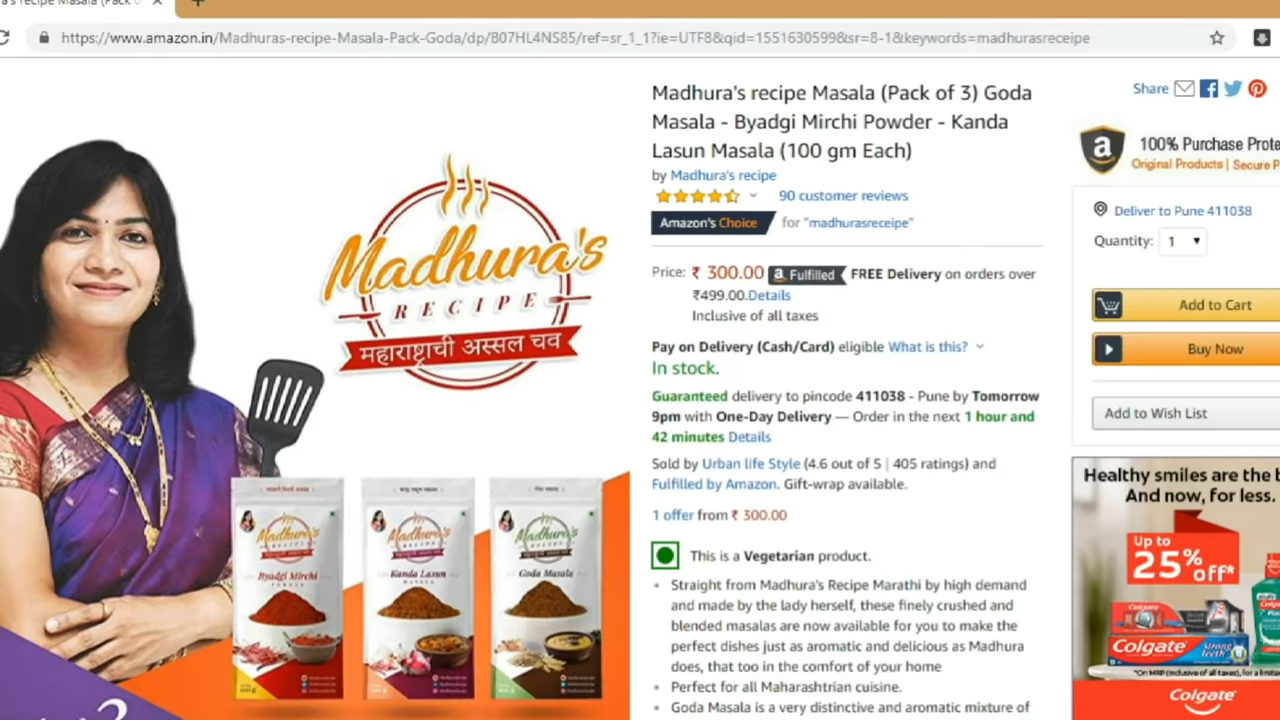 https://www.amazon.in/Madhuras-recipe-Masala-Pack-Goda/dp/B07HL4NS85/ref=sr_1_1?ie=UTF8&qid=1551630599&sr=8-1&keywords=madhurasreceipe
Madhura's
RECIPE
महाराष्ट्राची अस्सल चव
Madhura's
RECIPE
Byadgi Mirchi
Madhura's
RECIPE
Kanda Lasun
Madhura's
RECIPE
Goda Masala
Madhura's recipe Masala (Pack of 3) Goda
Masala - Byadgi Mirchi Powder - Kanda
Lasun Masala (100 gm Each)
by Madhura's recipe
90 customer reviews
Amazon's Choice for "madhurasreceipe"
Price: ₹ 300.00 a Fulfilled FREE Delivery on orders over
₹499.00.Details
Inclusive of all taxes
Pay on Delivery (Cash/Card) eligible What is this?
In stock.
Guaranteed delivery to pincode 411038 - Pune by Tomorrow
9pm with One-Day Delivery — Order in the next 1 hour and
42 minutes Details
Sold by Urban life Style (4.6 out of 5 | 405 ratings) and
Fulfilled by Amazon. Gift-wrap available.
1 offer from ₹ 300.00
This is a Vegetarian product.
• Straight from Madhura's Recipe Marathi by high demand
and made by the lady herself, these finely crushed and
blended masalas are now available for you to make the
perfect dishes just as aromatic and delicious as Madhura
does, that too in the comfort of your home
• Perfect for all Maharashtrian cuisine.
• Goda Masala is a very distinctive and aromatic mixture of
Share
a 100% Purchase Prote
Original Products | Secure P
Deliver to Pune 411038
Quantity: 1
Add to Cart
Buy Now
Add to Wish List
Healthy smiles are the b
And now, for less.
Up to
25% OFF*
Colgate Strong Teeth
Colgate